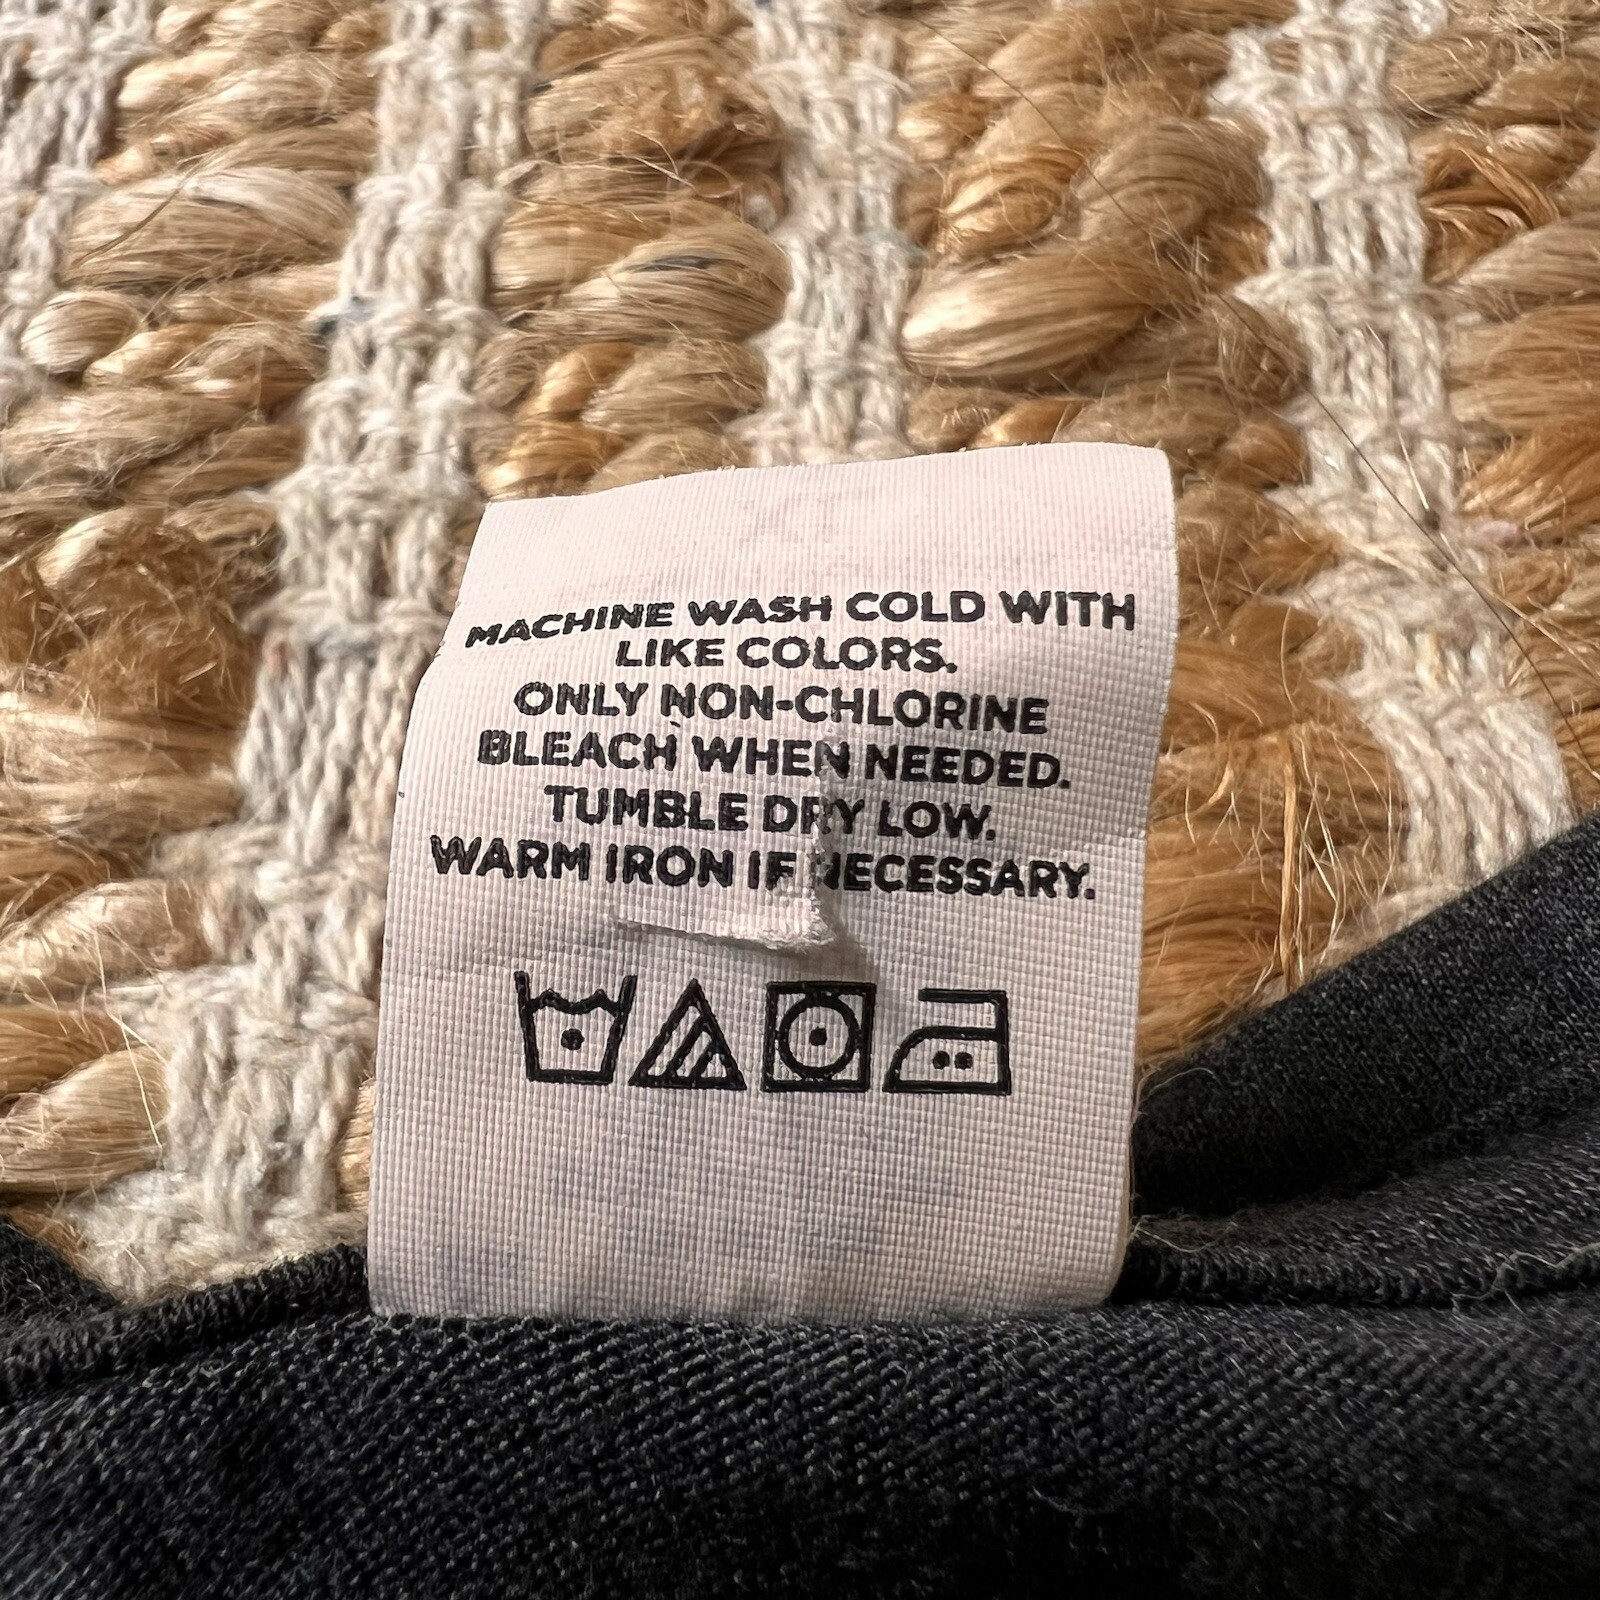 MACHINE WASH COLD WITH
LIKE COLORS.
ONLY NON-CHLORINE
BLEACH WHEN NEEDED.
TUMBLE DRY LOW.
WARM IRON IF NECESSARY.